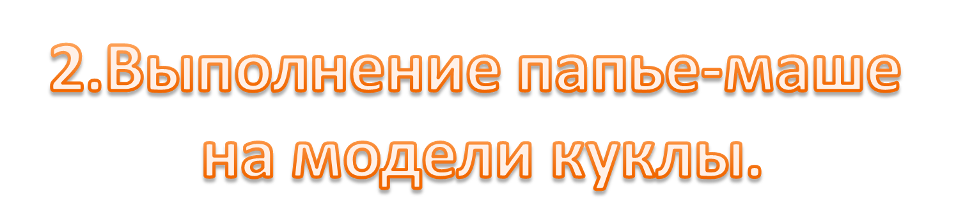 2.Выполнение папье-маше
на модели куклы.